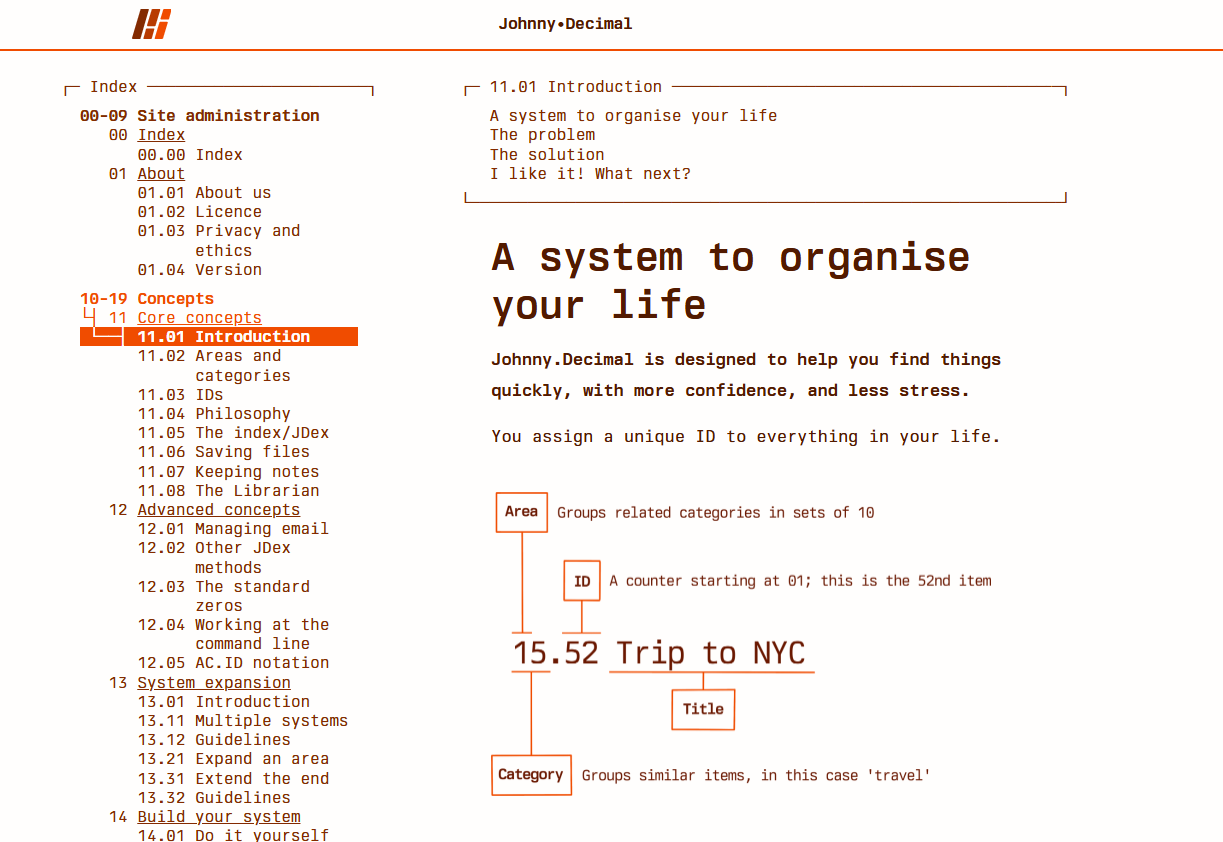 Johnny•Decimal
Index
00-09 Site administration
00 Index
00.00 Index
01 About
01.01 About us
01.02 Licence
01.03 Privacy and
ethics
01.04 Version
10-19 Concepts
11 Core concepts
11.01 Introduction
11.02 Areas and
categories
11.03 IDs
11.04 Philosophy
11.05 The index/JDex
11.06 Saving files
11.07 Keeping notes
11.08 The Librarian
12 Advanced concepts
12.01 Managing email
12.02 Other JDex
methods
12.03 The standard
zeros
12.04 Working at the
command line
12.05 AC.ID notation
13 System expansion
13.01 Introduction
13.11 Multiple systems
13.12 Guidelines
13.21 Expand an area
13.31 Extend the end
13.32 Guidelines
14 Build your system
14.01 Do it yourself
11.01 Introduction
A system to organise your life
The problem
The solution
I like it! What next?
A system to organise
your life
Johnny.Decimal is designed to help you find things
quickly, with more confidence, and less stress.
You assign a unique ID to everything in your life.
Area Groups related categories in sets of 10
ID A counter starting at 01; this is the 52nd item
15.52 Trip to NYC
Title
Category Groups similar items, in this case 'travel'